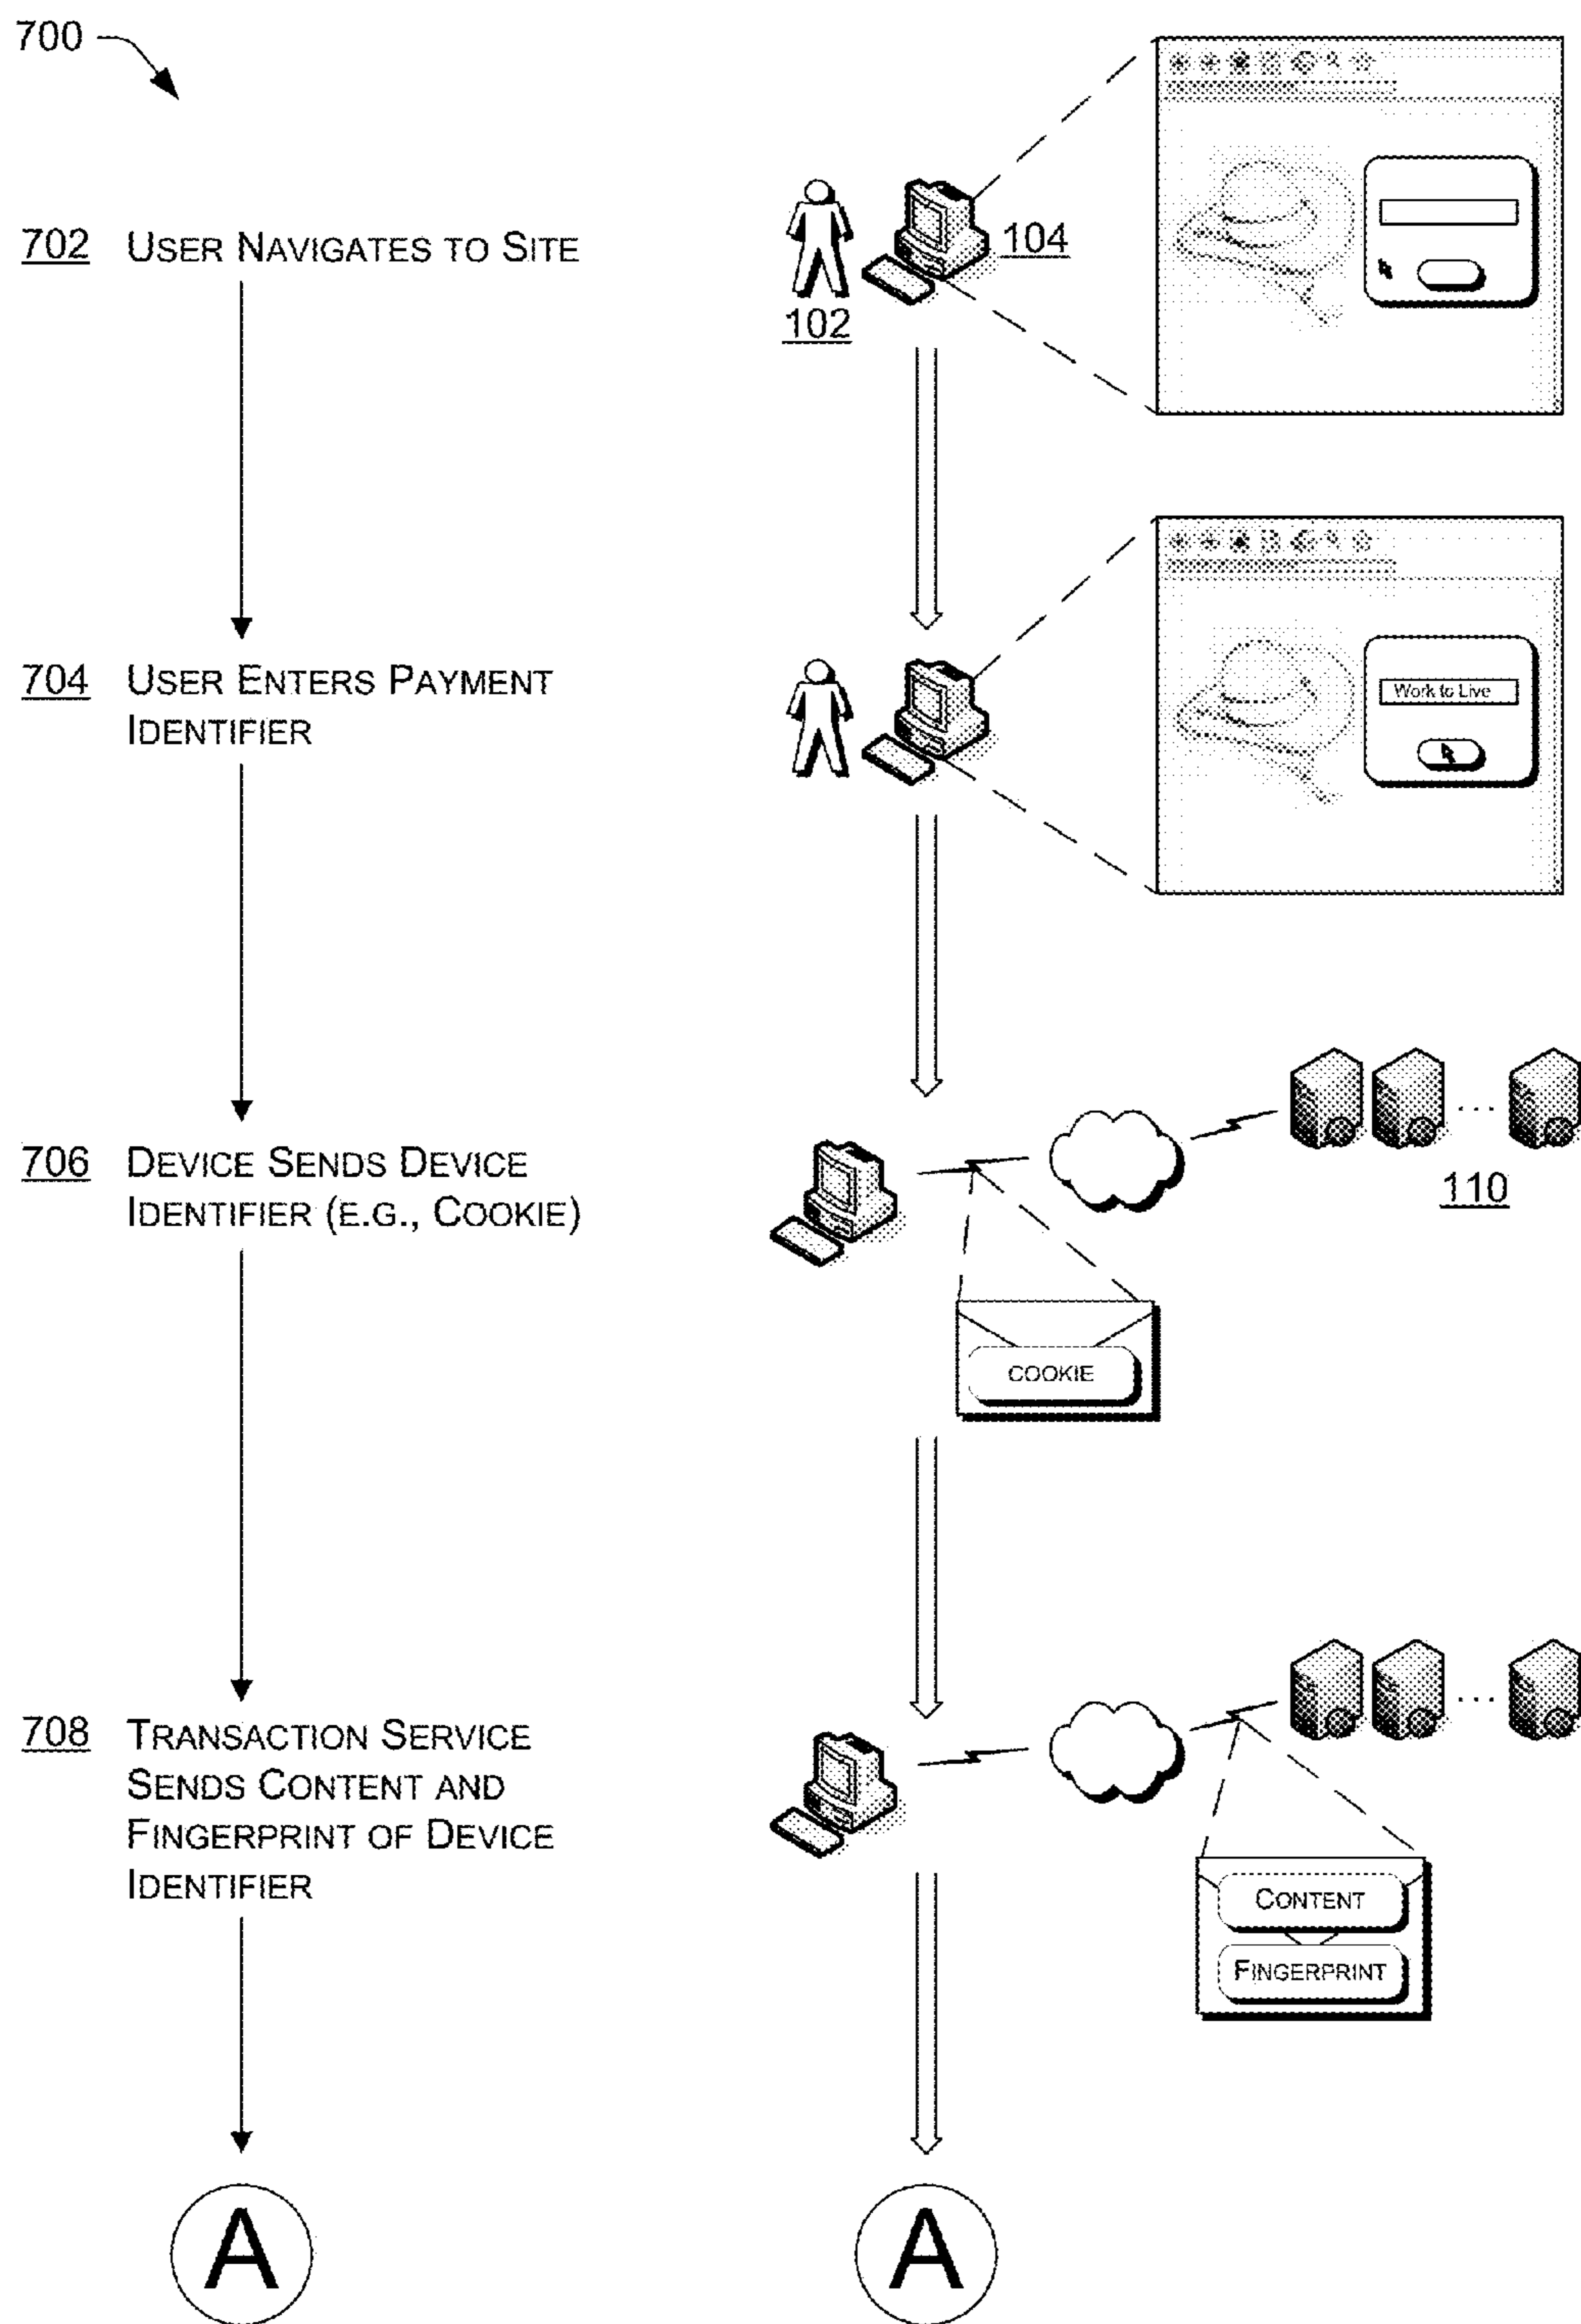 700
702 USER NAVIGATES TO SITE
104
102
704 USER ENTERS PAYMENT
IDENTIFIER
Work to Live
706 DEVICE SENDS DEVICE
IDENTIFIER (E.G., COOKIE)
...
110
COOKIE
708 TRANSACTION SERVICE
SENDS CONTENT AND
FINGERPRINT OF DEVICE
IDENTIFIER
...
CONTENT
FINGERPRINT
A
A